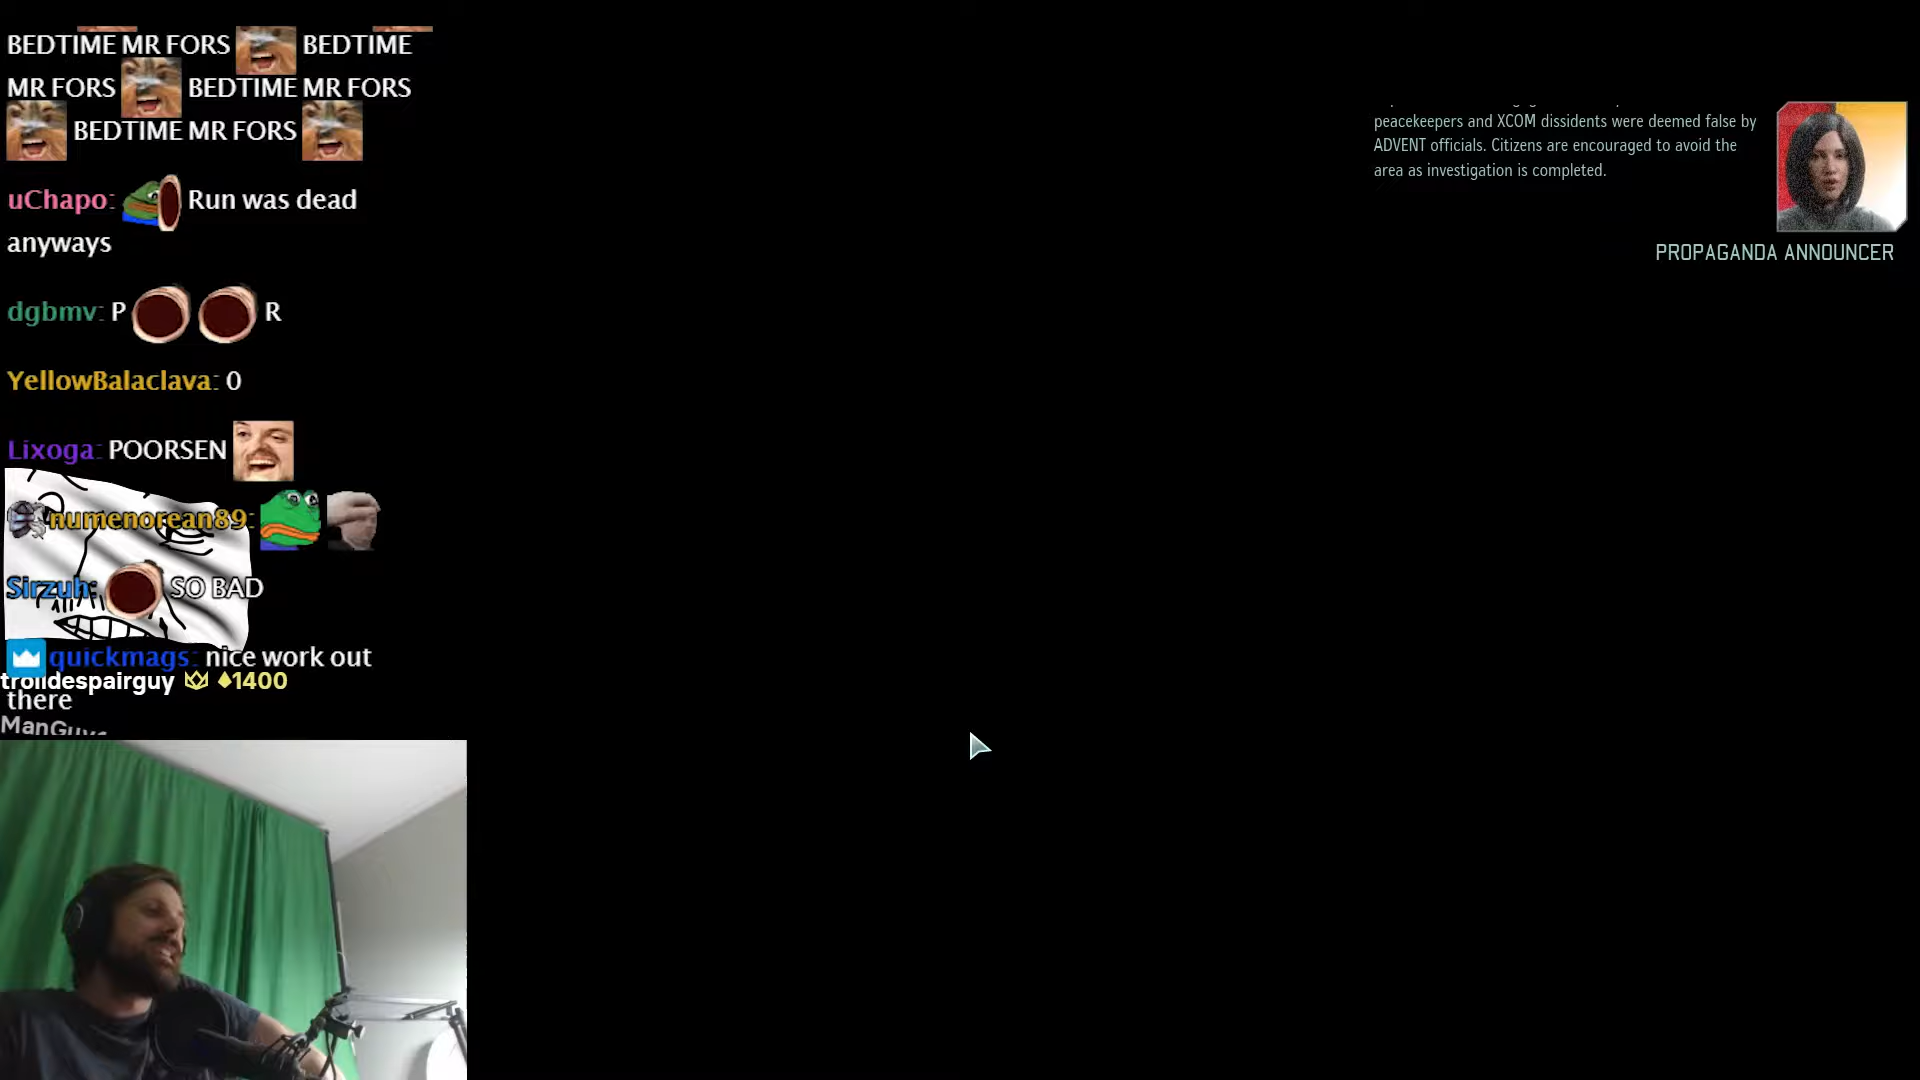 BEDTIME MR FORS BEDTIME
MR FORS BEDTIME MR FORS
BEDTIME MR FORS
uChapo: Run was dead
anyways
dgbmv: P R
YellowBalaclava: 0
Lixoga: POORSEN
numenorean89:
Sirzuh: SO BAD
quickmags: nice work out
there
trolldespairguy 1400
ManGuys
peacekeepers and XCOM dissidents were deemed false by
ADVENT officials. Citizens are encouraged to avoid the
area as investigation is completed.
PROPAGANDA ANNOUNCER